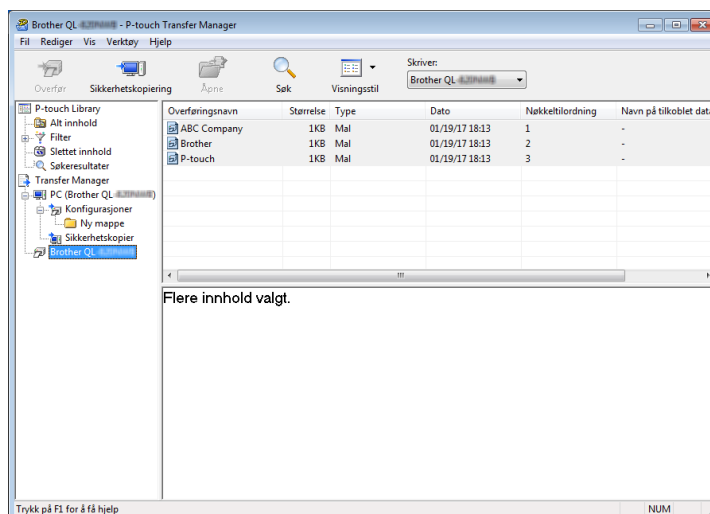 Brother QL - P-touch Transfer Manager
Fil Rediger Vis Verktøy Hjelp
Overfør Sikkerhetskopiering Åpne Søk Visningsstil
Skriver:
Brother QL
P-touch Library
Alt innhold
Filter
Slettet innhold
Søkeresultater
Transfer Manager
PC (Brother QL )
Konfigurasjoner
Ny mappe
Sikkerhetskopier
Brother QL
Overføringsnavn Størrelse Type Dato Nøkkeltilordning Navn på tilkoblet data
ABC Company 1KB Mal 01/19/17 18:13 1 -
Brother 1KB Mal 01/19/17 18:13 2 -
P-touch 1KB Mal 01/19/17 18:13 3 -
Flere innhold valgt.
Trykk på F1 for å få hjelp NUM